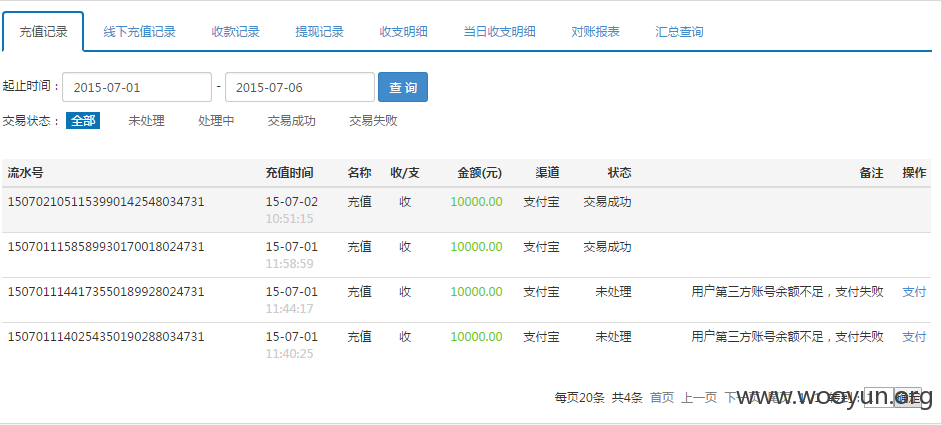 充值记录 线下充值记录 收款记录 提现记录 收支明细 当日收支明细 对账报表 汇总查询
起止时间： 2015-07-01 - 2015-07-06 查 询
交易状态： 全部 未处理 处理中 交易成功 交易失败
流水号 充值时间 名称 收/支 金额(元) 渠道 状态 备注 操作
1507021051153990142548034731 15-07-02 充值 收 10000.00 支付宝 交易成功
10:51:15
1507011158589930170018024731 15-07-01 充值 收 10000.00 支付宝 交易成功
11:58:59
1507011144173550189928024731 15-07-01 充值 收 10000.00 支付宝 未处理 用户第三方账号余额不足，支付失败 支付
11:44:17
1507011140254350190288034731 15-07-01 充值 收 10000.00 支付宝 未处理 用户第三方账号余额不足，支付失败 支付
11:40:25
每页20条 共4条 首页 上一页 下一页
www.wooyun.org